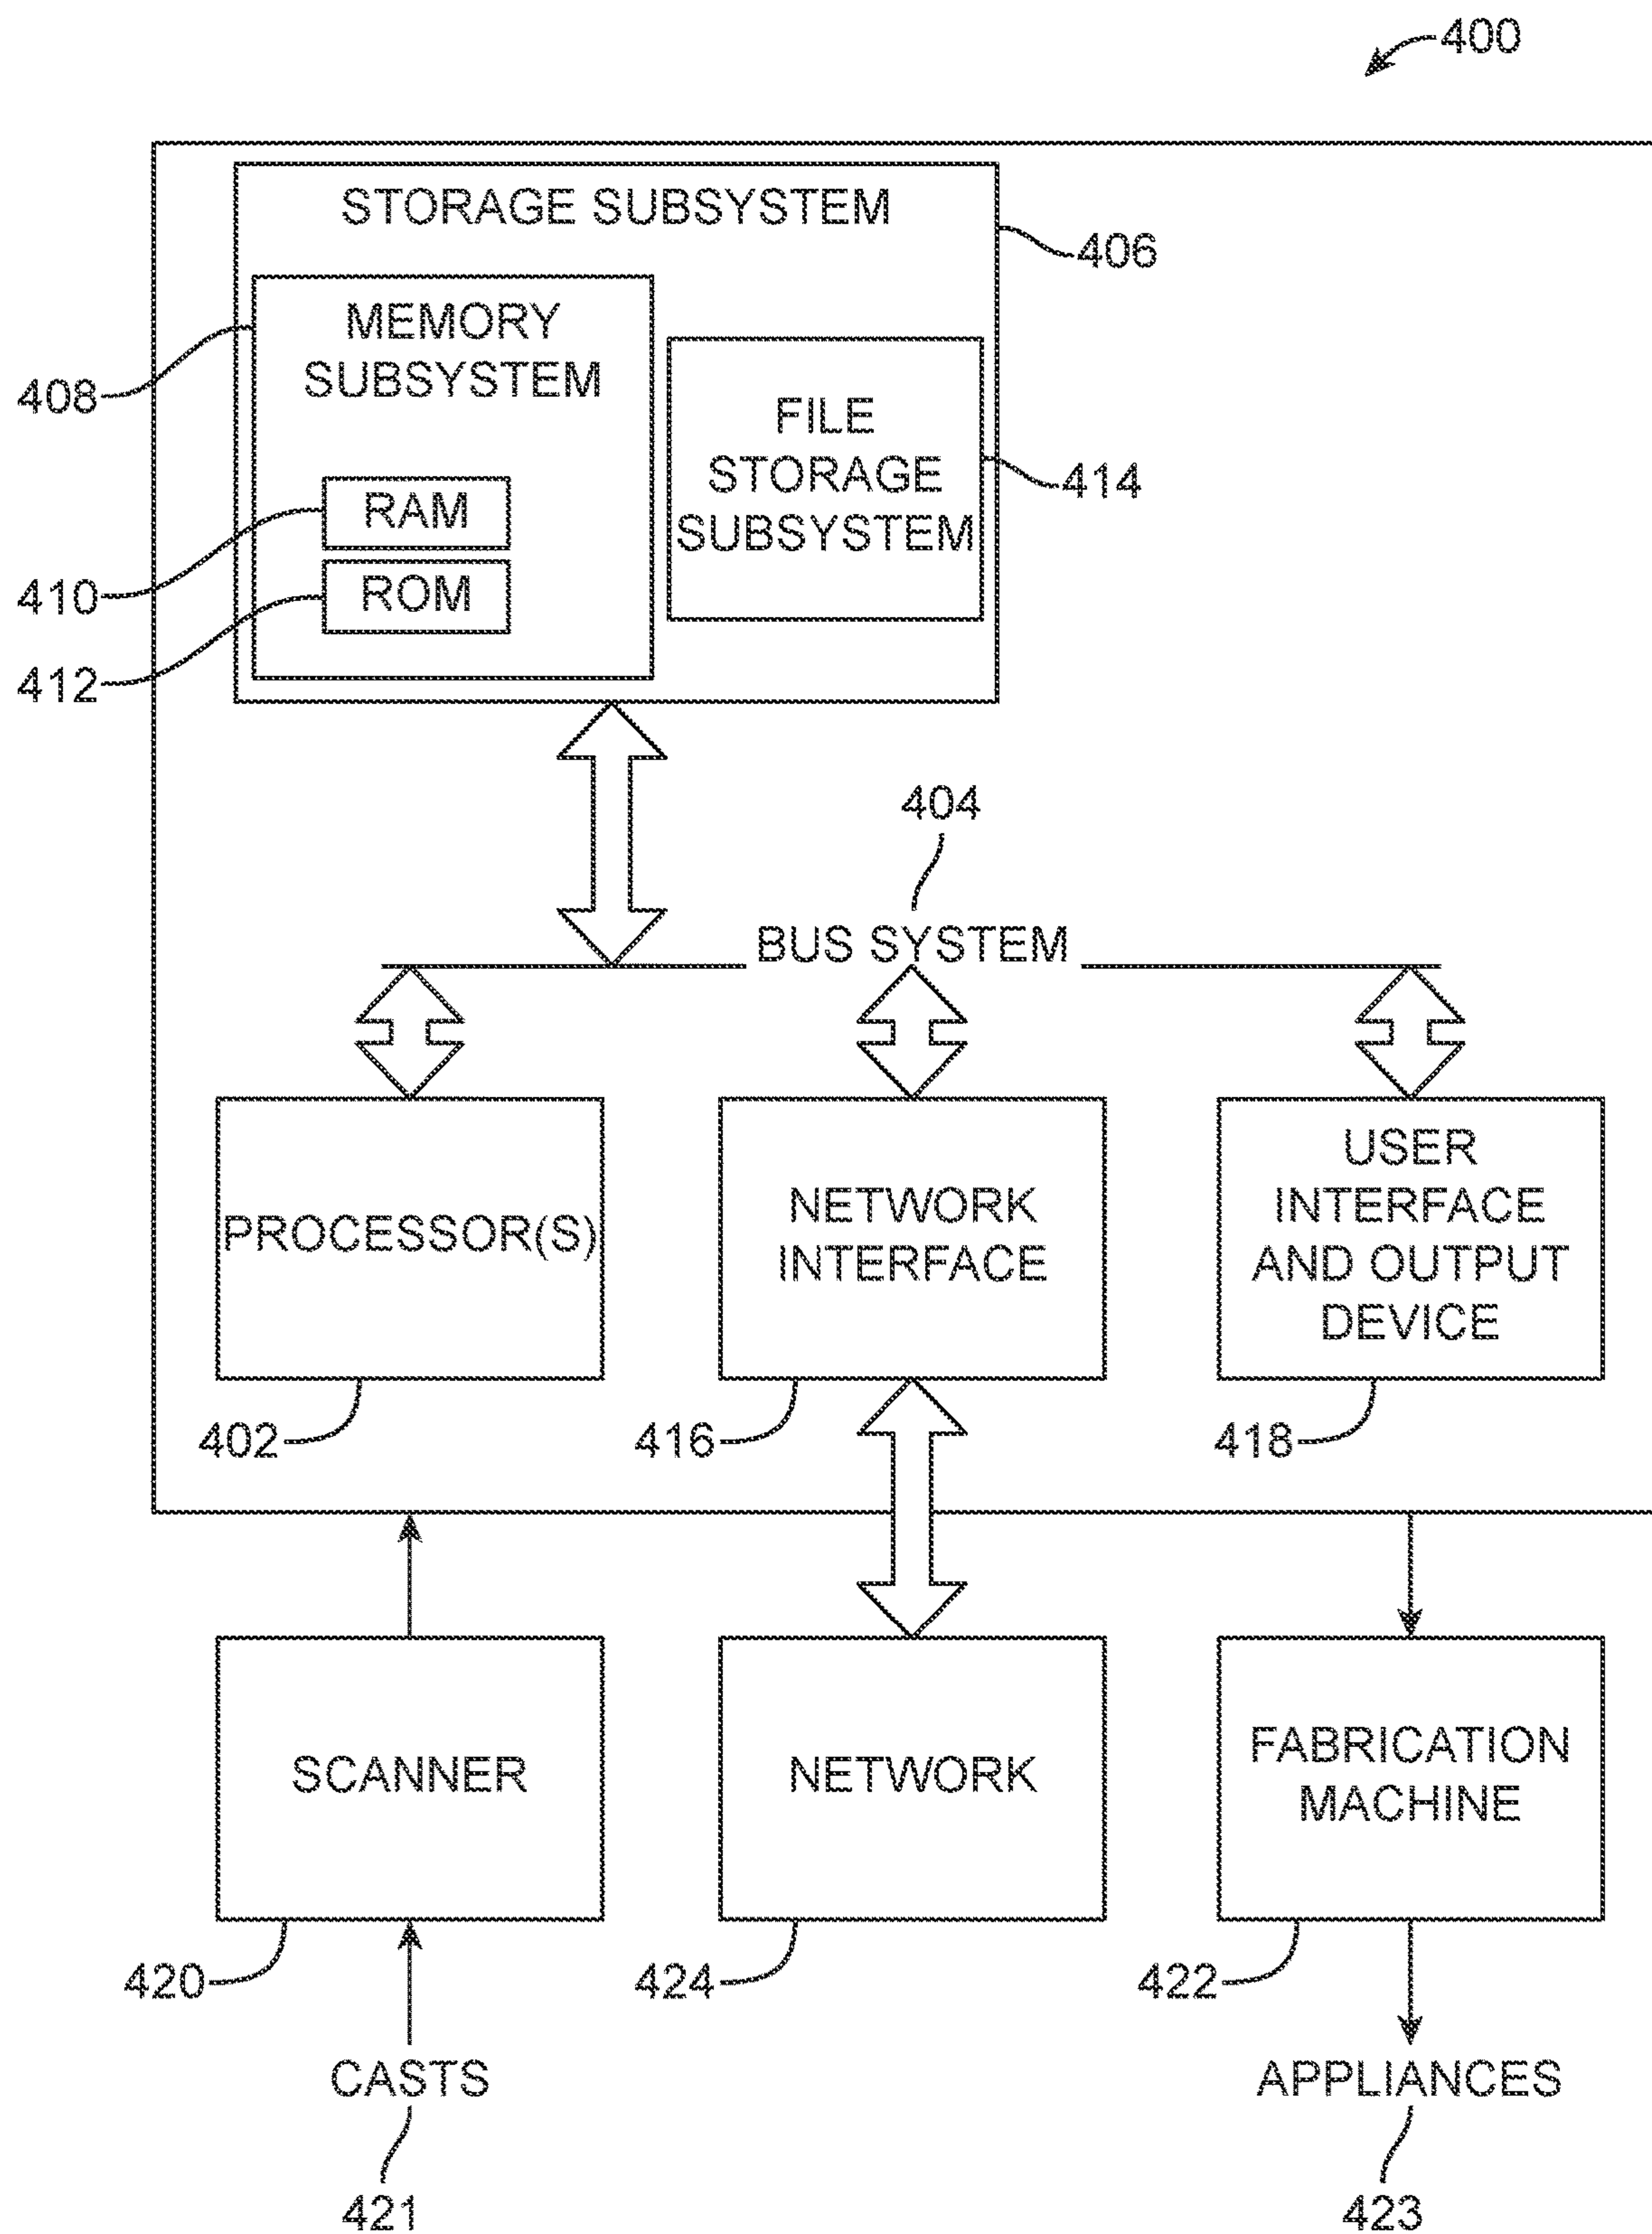 400
STORAGE SUBSYSTEM
406
MEMORY
SUBSYSTEM
408
FILE
STORAGE
SUBSYSTEM
414
RAM
410
ROM
412
404
BUS SYSTEM
PROCESSOR(S)
402
NETWORK
INTERFACE
416
USER
INTERFACE
AND OUTPUT
DEVICE
418
SCANNER
420
NETWORK
424
FABRICATION
MACHINE
422
CASTS
421
APPLIANCES
423